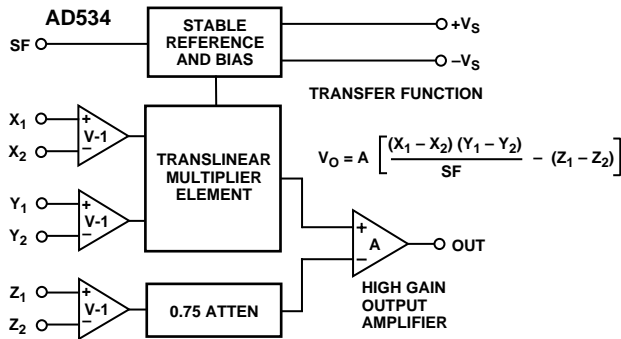 AD534
SF
STABLE
REFERENCE
AND BIAS
+VS
−VS
TRANSFER FUNCTION
X1
+
V-1
X2
−
TRANSLINEAR
MULTIPLIER
ELEMENT
VO = A [ (X1 − X2) (Y1 − Y2) / SF − (Z1 − Z2) ]
Y1
+
V-1
Y2
−
+
A
−
OUT
HIGH GAIN
OUTPUT
AMPLIFIER
Z1
+
V-1
Z2
−
0.75 ATTEN